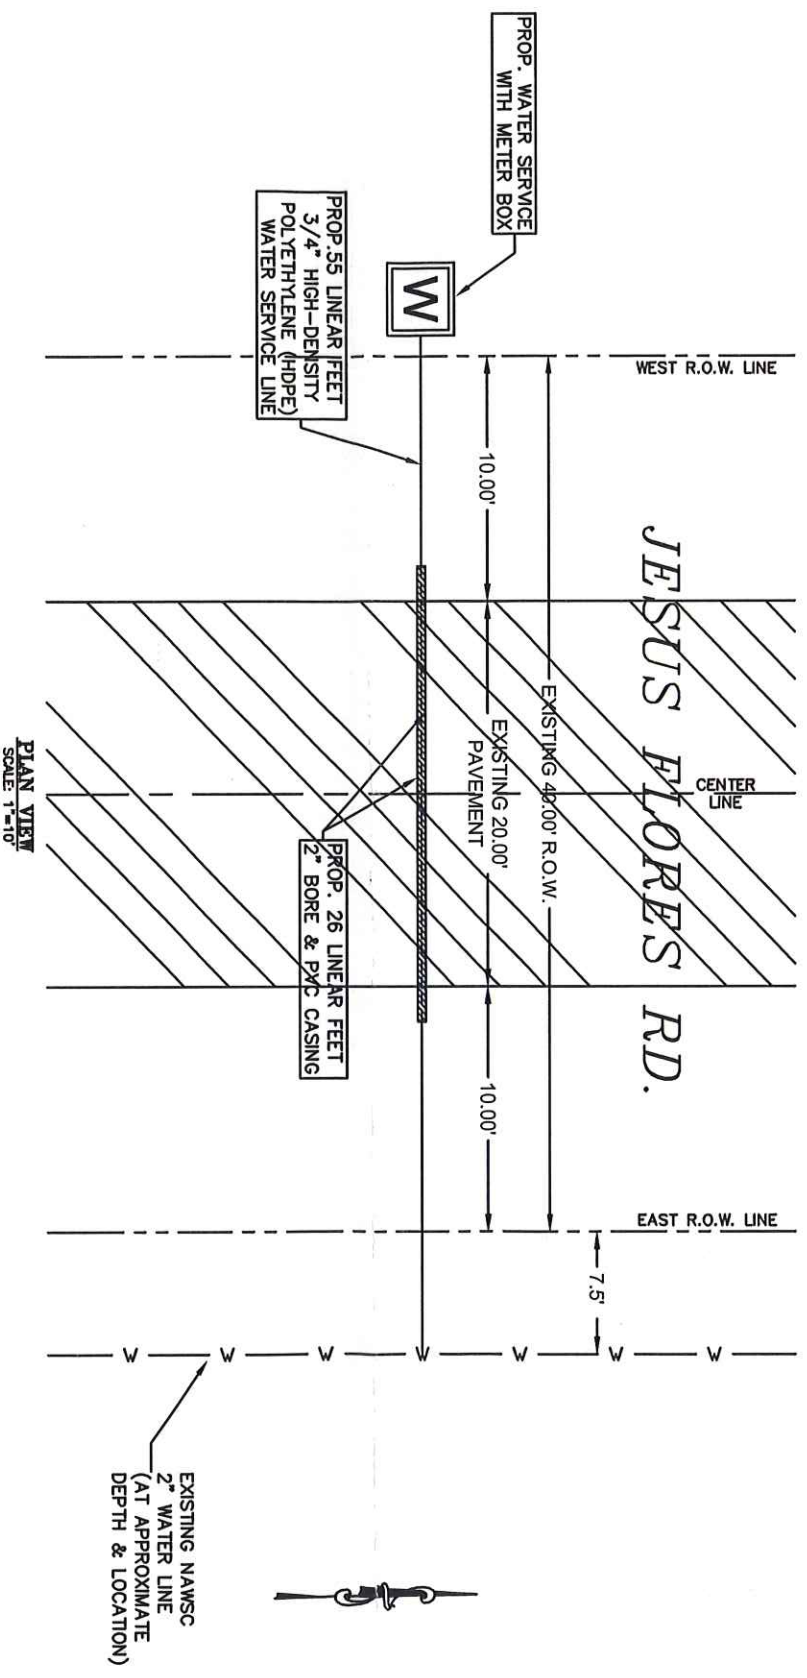 PROP. WATER SERVICE
WITH METER BOX
W
PROP.55 LINEAR FEET
3/4" HIGH-DENSITY
POLYETHYLENE (HDPE)
WATER SERVICE LINE
WEST R.O.W. LINE
10.00'
JESUS FLORES RD.
EXISTING 40.00' R.O.W.
EXISTING 20.00'
PAVEMENT
CENTER
LINE
PROP. 26 LINEAR FEET
2" BORE & PVC CASING
10.00'
EAST R.O.W. LINE
7.5'
W W W W W W W
EXISTING NAWSC
2" WATER LINE
(AT APPROXIMATE
DEPTH & LOCATION)
PLAN VIEW
SCALE: 1"=10'